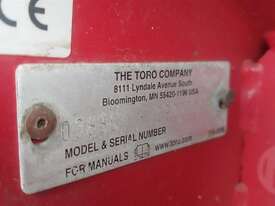 CE
THE TORO COMPANY
8111 Lyndale Avenue South
Bloomington, MN 55420-1196 USA
MODEL & SERIAL NUMBER
FOR MANUALS www.toro.com